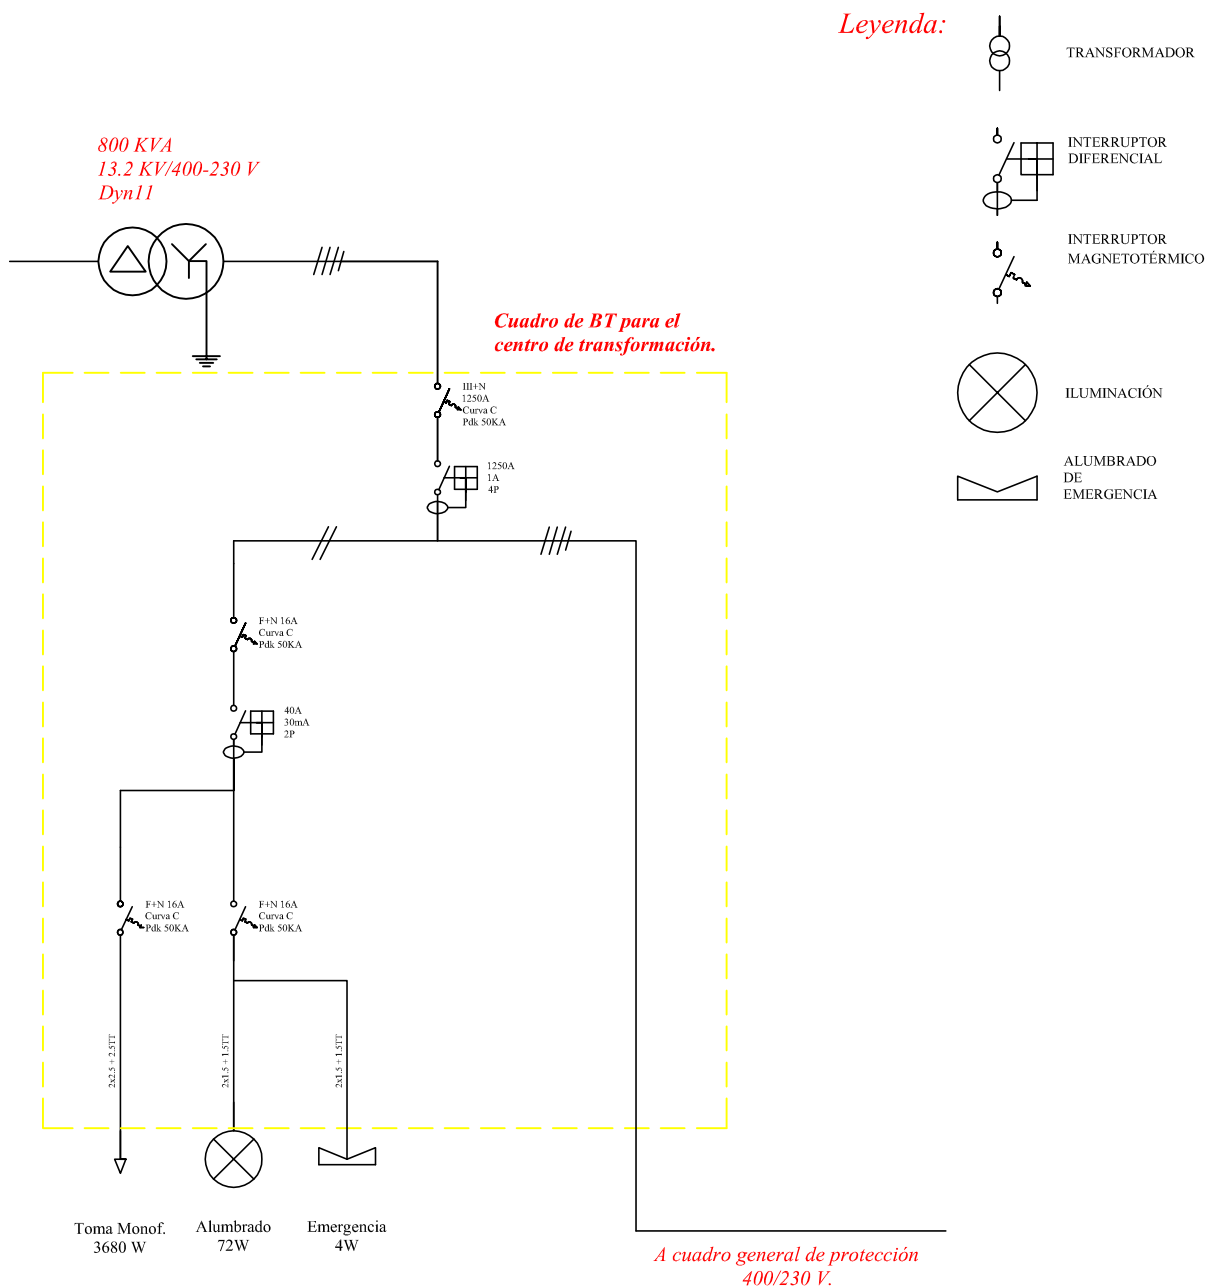 Leyenda:
TRANSFORMADOR
INTERRUPTOR
DIFERENCIAL
INTERRUPTOR
MAGNETOTÉRMICO
ILUMINACIÓN
ALUMBRADO
DE
EMERGENCIA
800 KVA
13.2 KV/400-230 V
Dyn11
Cuadro de BT para el
centro de transformación.
III+N
1250A
Curva C
Pdk 50KA
1250A
1A
4P
F+N 16A
Curva C
Pdk 50KA
40A
30mA
2P
F+N 16A
Curva C
Pdk 50KA
F+N 16A
Curva C
Pdk 50KA
2x2.5 + 2.5TT
2x1.5 + 1.5TT
2x1.5 + 1.5TT
Toma Monof.
3680 W
Alumbrado
72W
Emergencia
4W
A cuadro general de protección
400/230 V.